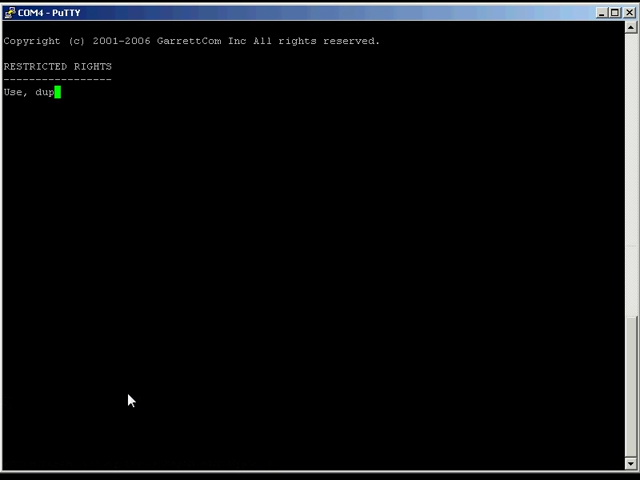 COM4 - PuTTY
Copyright (c) 2001-2006 GarrettCom Inc All rights reserved.
RESTRICTED RIGHTS
-----------------
Use, dup